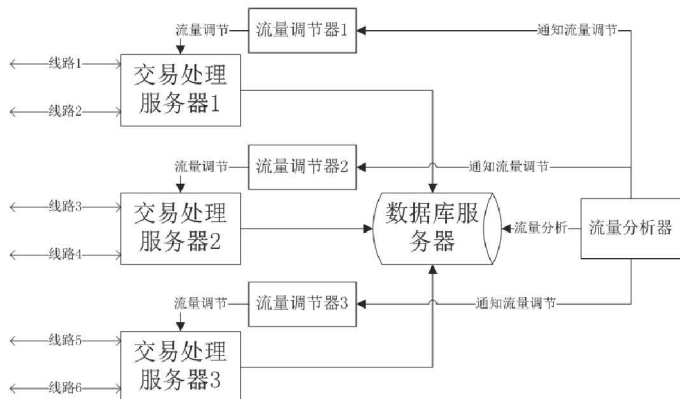 流量调节
流量调节器1
通知流量调节
线路1
交易处理
服务器1
线路2
流量调节
流量调节器2
通知流量调节
线路3
交易处理
服务器2
线路4
数据库服
务器
流量分析
流量分析器
流量调节
流量调节器3
通知流量调节
线路5
交易处理
服务器3
线路6